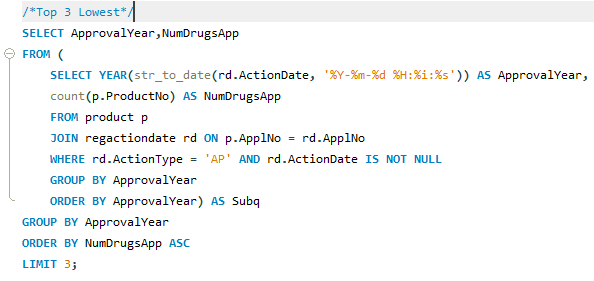 /*Top 3 Lowest*/
SELECT ApprovalYear,NumDrugsApp
FROM (
SELECT YEAR(str_to_date(rd.ActionDate, '%Y-%m-%d %H:%i:%s')) AS ApprovalYear,
count(p.ProductNo) AS NumDrugsApp
FROM product p
JOIN regactiondate rd ON p.ApplNo = rd.ApplNo
WHERE rd.ActionType = 'AP' AND rd.ActionDate IS NOT NULL
GROUP BY ApprovalYear
ORDER BY ApprovalYear) AS Subq
GROUP BY ApprovalYear
ORDER BY NumDrugsApp ASC
LIMIT 3;